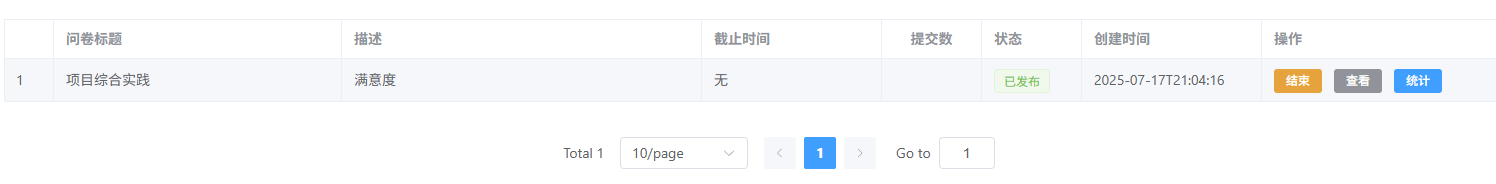 问卷标题 描述 截止时间 提交数 状态 创建时间 操作
1 项目综合实践 满意度 无 已发布 2025-07-17T21:04:16 结束 查看 统计
Total 1 10/page 1 Go to 1